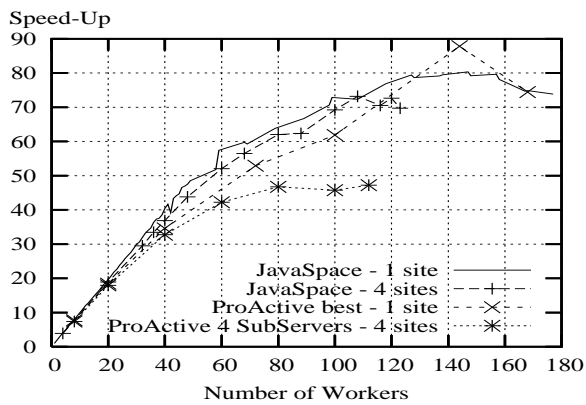 Speed-Up
90
80
70
60
50
40
30
20
10
0
JavaSpace - 1 site
JavaSpace - 4 sites
ProActive best - 1 site
ProActive 4 SubServers - 4 sites
0 20 40 60 80 100 120 140 160 180
Number of Workers